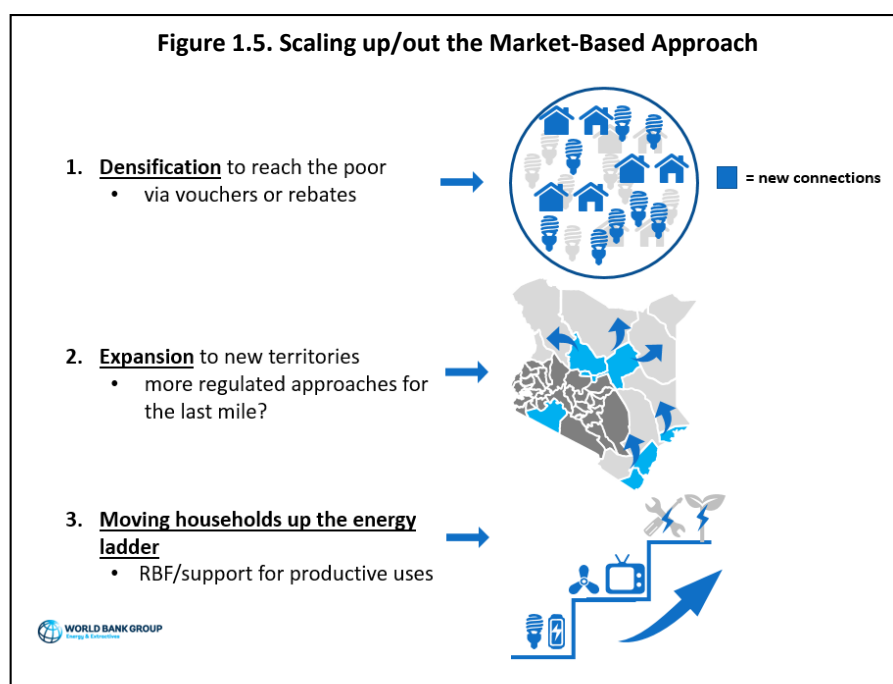 Figure 1.5. Scaling up/out the Market-Based Approach
1. Densification to reach the poor
• via vouchers or rebates
= new connections
2. Expansion to new territories
• more regulated approaches for
the last mile?
3. Moving households up the energy
ladder
• RBF/support for productive uses
WORLD BANK GROUP
Energy & Extractives